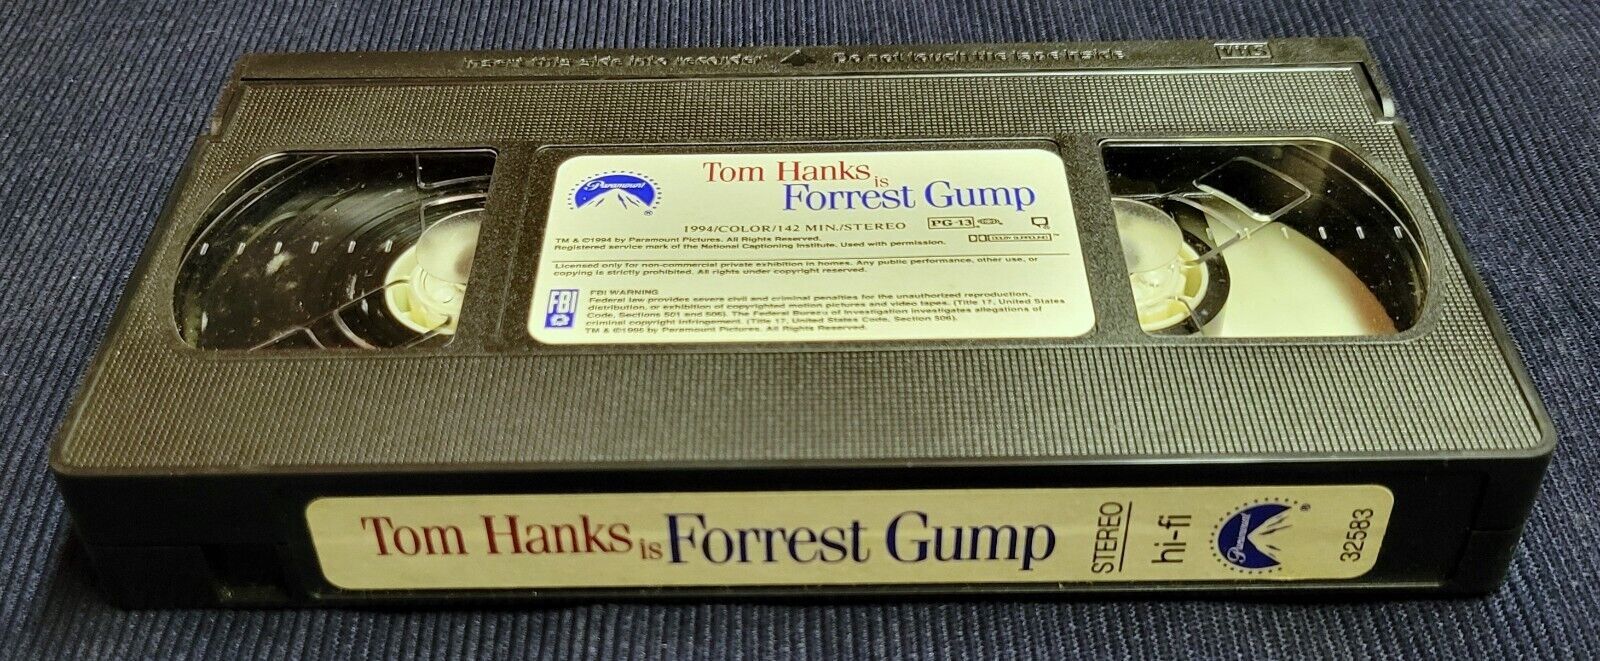 Insert this side into recorder Do not touch the tape inside VHS
Paramount ®
Tom Hanks
is
Forrest Gump
1994/COLOR/142 MIN./STEREO PG-13
TM & ©1994 by Paramount Pictures. All Rights Reserved.
Registered service mark of the National Captioning Institute. Used with permission.
Licensed only for non-commercial private exhibition in homes. Any public performance, other use, or
copying is strictly prohibited. All rights under copyright reserved.
FBI
FBI WARNING
Federal law provides severe civil and criminal penalties for the unauthorized reproduction,
distribution, or exhibition of copyrighted motion pictures and video tapes. (Title 17, United States
Code, Sections 501 and 506). The Federal Bureau of Investigation investigates allegations of
criminal copyright infringement. (Title 17, United States Code, Section 506).
TM & ©1995 by Paramount Pictures. All Rights Reserved.
Tom Hanks is Forrest Gump
STEREO
hi-fi
Paramount ®
32583